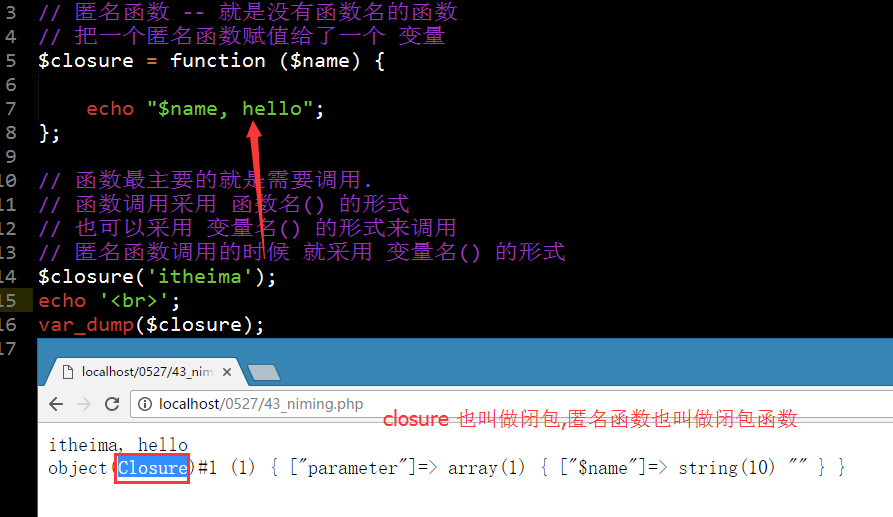 3 // 匿名函数 -- 就是没有函数名的函数
4 // 把一个匿名函数赋值给了一个 变量
5 $closure = function ($name) {
6
7 echo "$name, hello";
8 };
9
10 // 函数最主要的就是需要调用.
11 // 函数调用采用 函数名() 的形式
12 // 也可以采用 变量名() 的形式来调用
13 // 匿名函数调用的时候 就采用 变量名() 的形式
14 $closure('itheima');
15 echo '<br>';
16 var_dump($closure);
17
localhost/0527/43_nim
localhost/0527/43_niming.php
closure 也叫做闭包,匿名函数也叫做闭包函数
itheima, hello
object(Closure)#1 (1) { ["parameter"]=> array(1) { ["$name"]=> string(10) "" } }